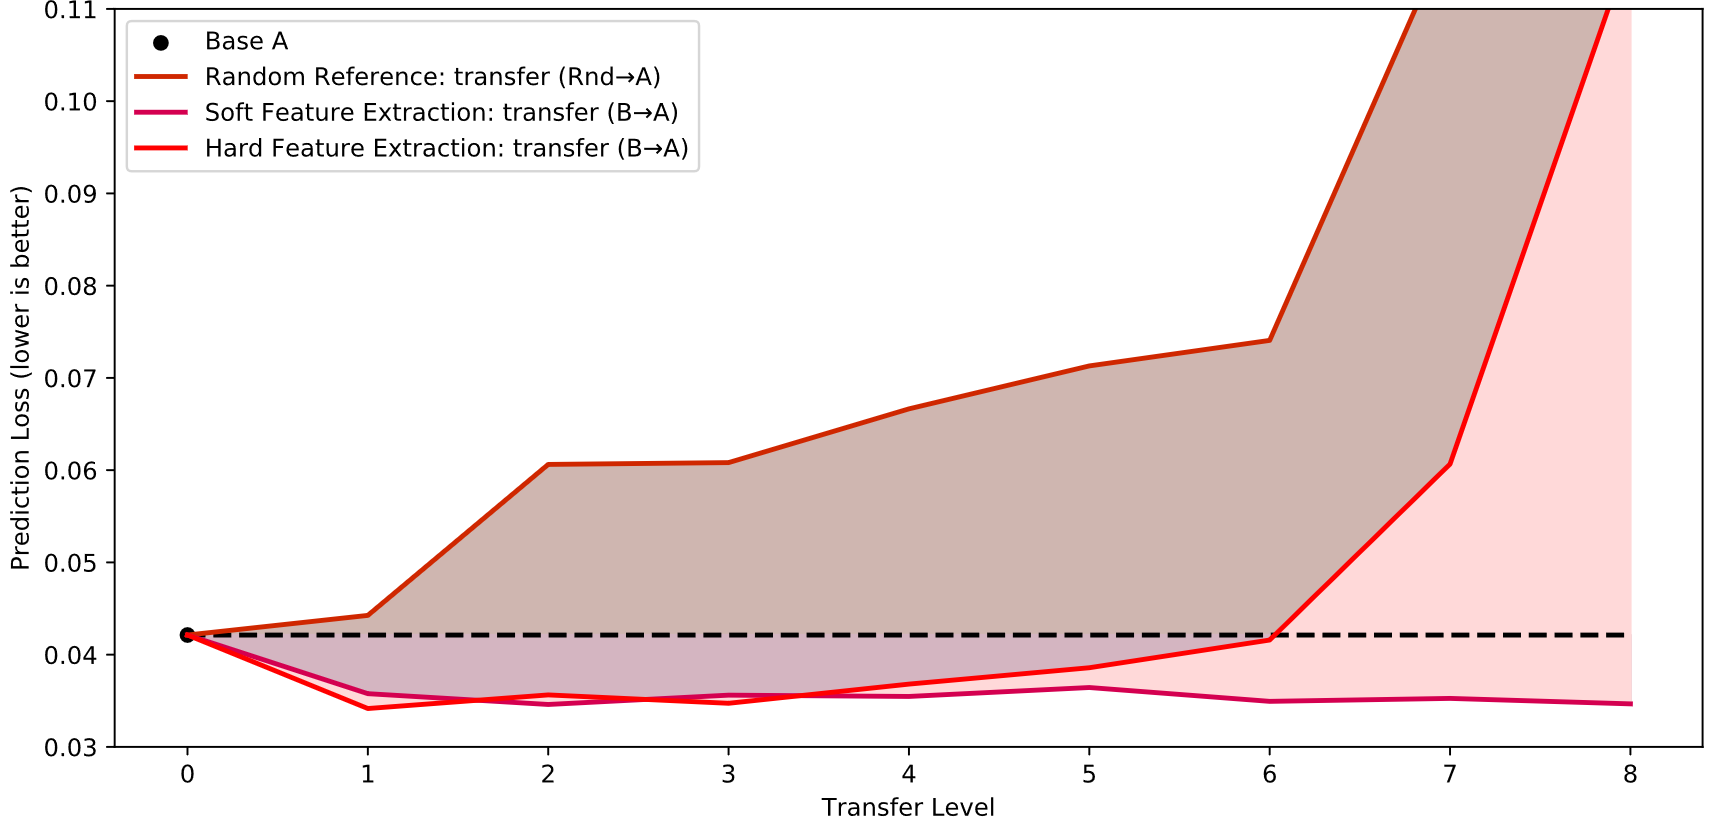 Base A
Random Reference: transfer (Rnd→A)
Soft Feature Extraction: transfer (B→A)
Hard Feature Extraction: transfer (B→A)
Prediction Loss (lower is better)
0.11
0.10
0.09
0.08
0.07
0.06
0.05
0.04
0.03
0 1 2 3 4 5 6 7 8
Transfer Level